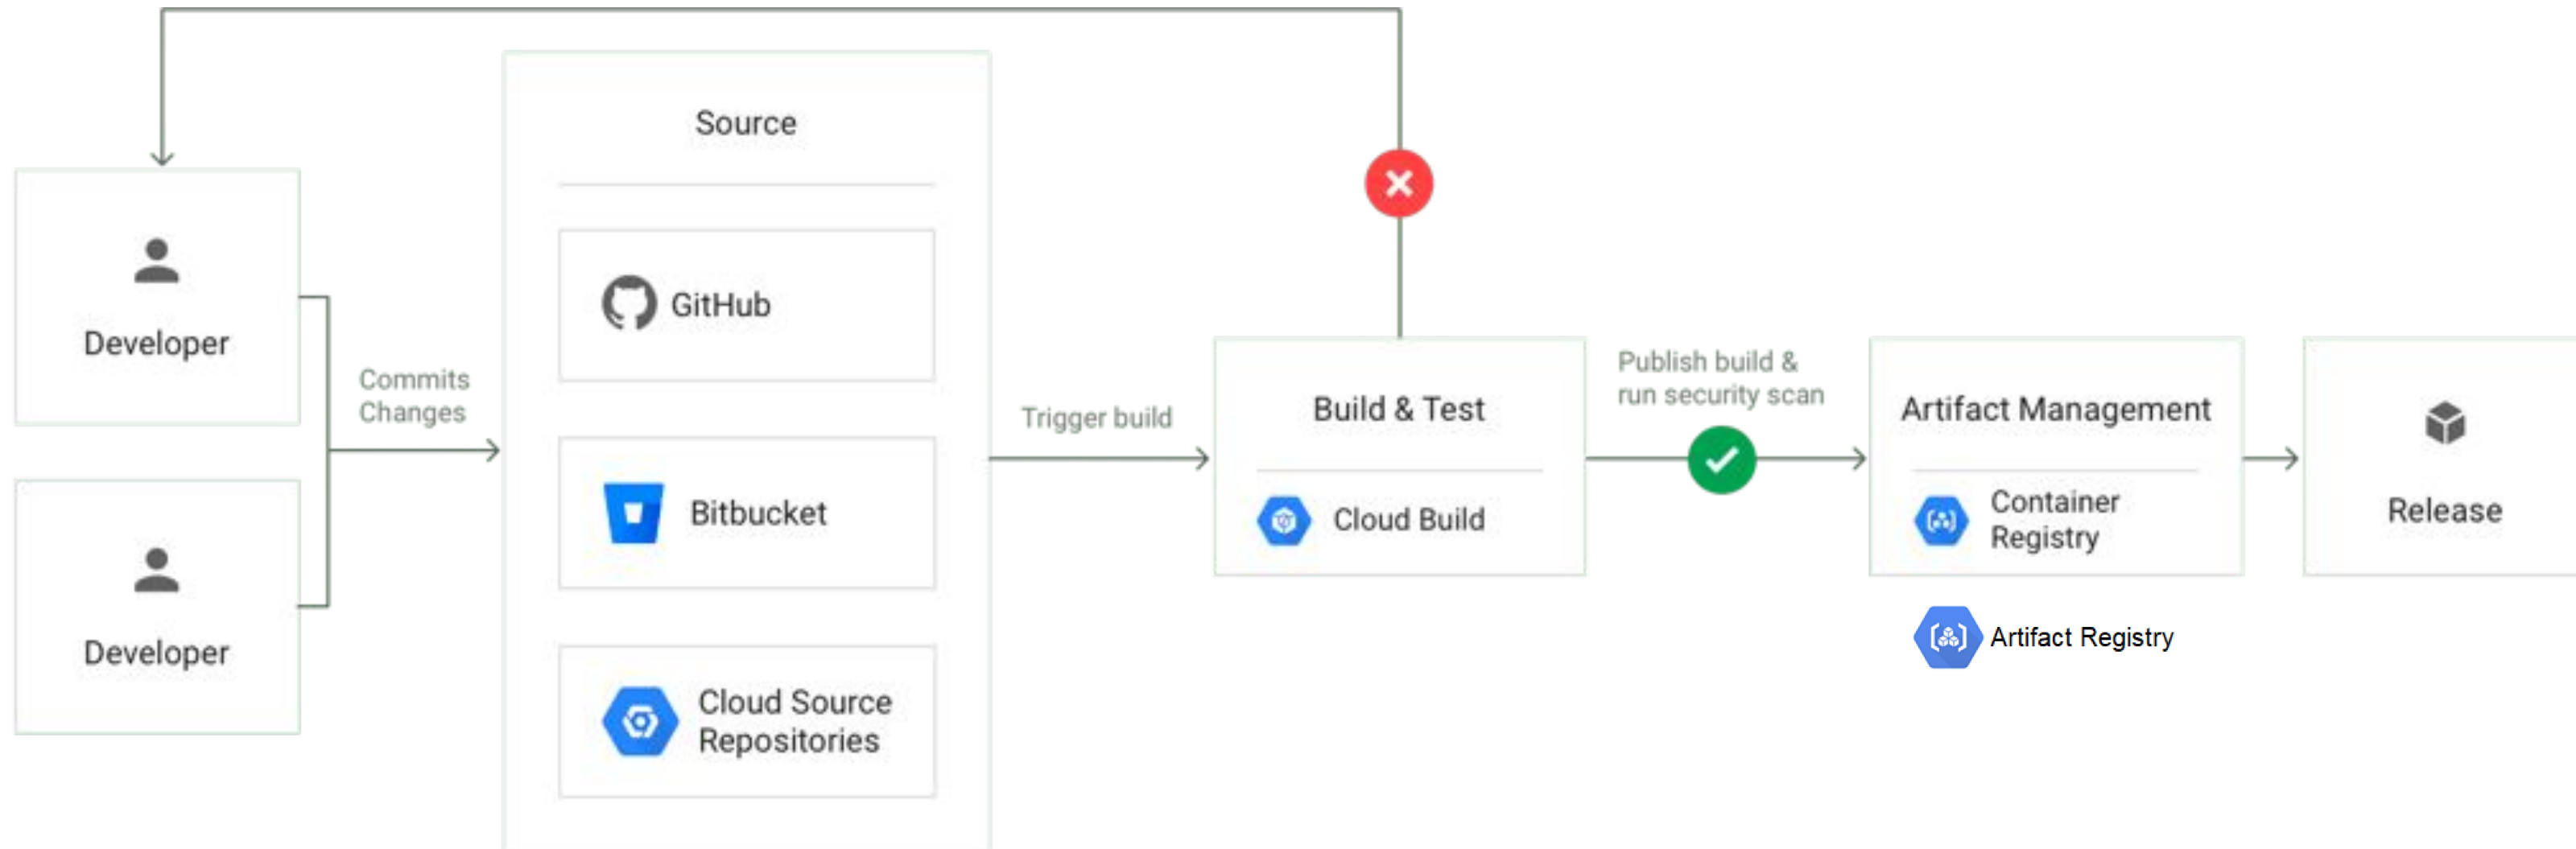 Developer
Developer
Commits
Changes
Source
GitHub
Bitbucket
Cloud Source
Repositories
Trigger build
Build & Test
Cloud Build
Publish build &
run security scan
Artifact Management
Container
Registry
Artifact Registry
Release